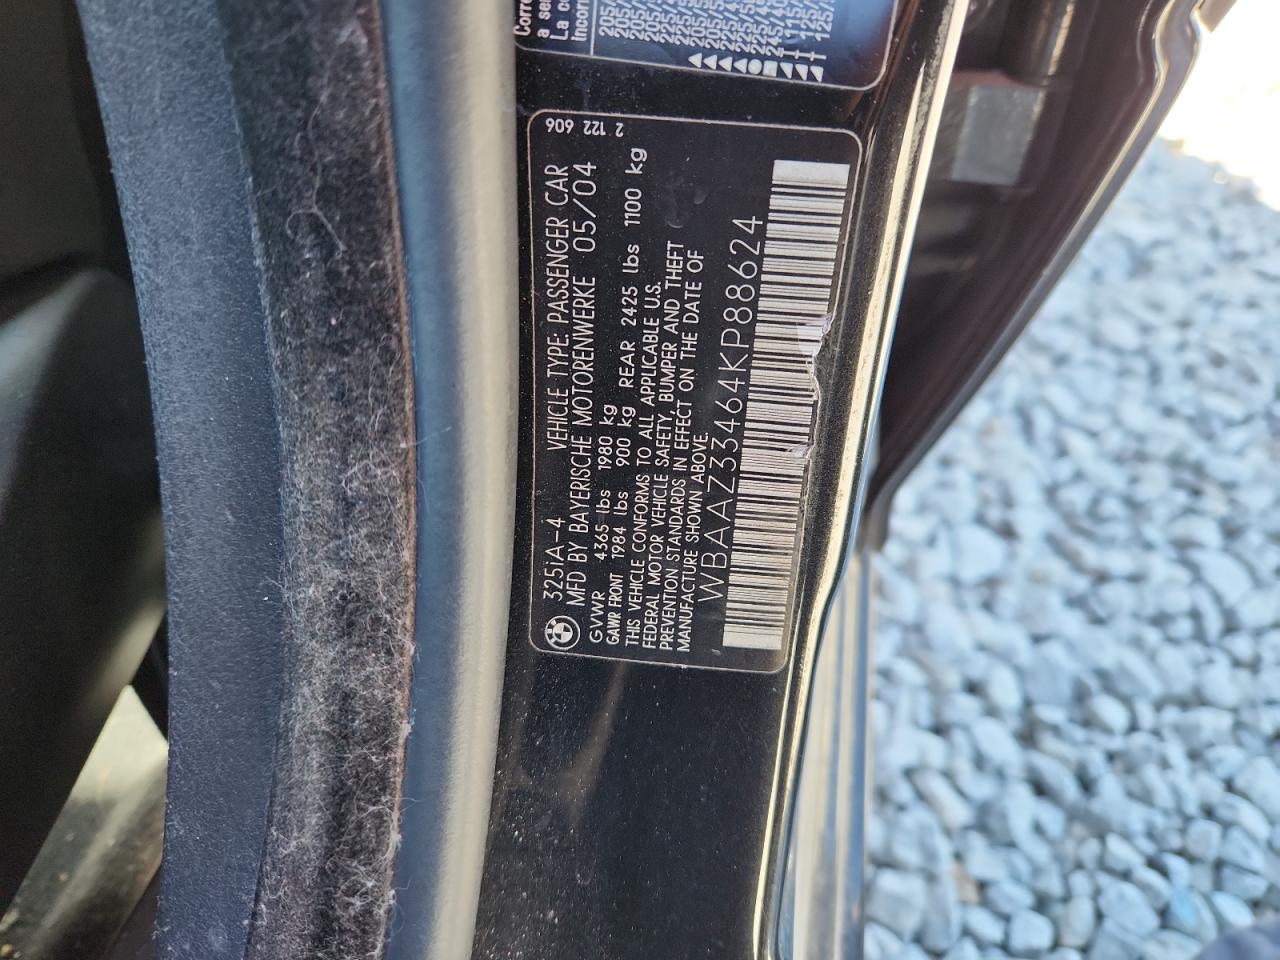 2 122 606
325iA-4 VEHICLE TYPE: PASSENGER CAR
MFD BY BAYERISCHE MOTORENWERKE 05/04
GVWR 4365 lbs 1980 kg
GAWR FRONT 1984 lbs 900 kg REAR 2425 lbs 1100 kg
THIS VEHICLE CONFORMS TO ALL APPLICABLE U.S.
FEDERAL MOTOR VEHICLE SAFETY, BUMPER AND THEFT
PREVENTION STANDARDS IN EFFECT ON THE DATE OF
MANUFACTURE SHOWN ABOVE.
WBAAZ33464KP88624